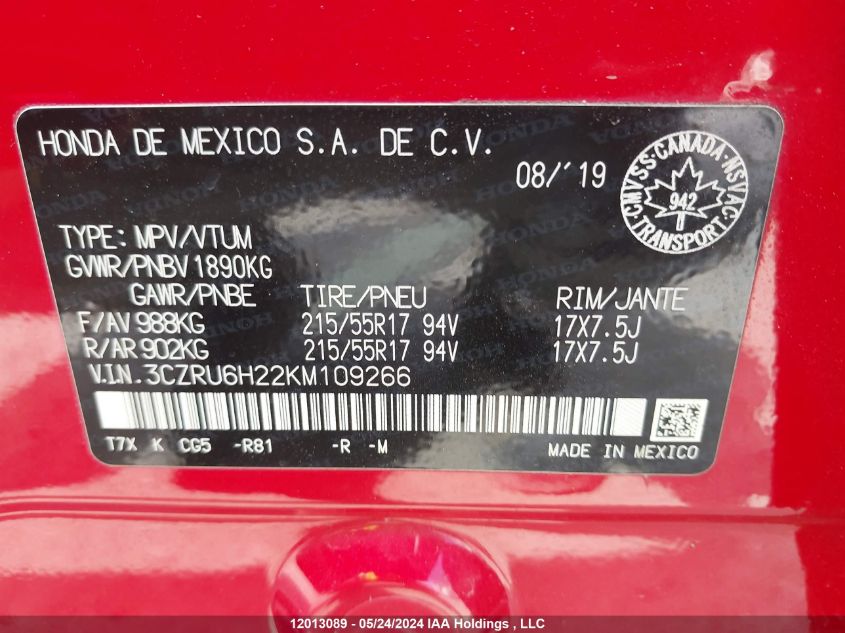 HONDA DE MEXICO S.A. DE C.V.
08/'19
CMVSS · CANADA · NSVAC
942
TRANSPORT
TYPE: MPV/VTUM
GVWR/PNBV 1890KG
GAWR/PNBE TIRE/PNEU RIM/JANTE
F/AV 988KG 215/55R17 94V 17X7.5J
R/AR 902KG 215/55R17 94V 17X7.5J
V.I.N. 3CZRU6H22KM109266
T7X K CG5 -R81 -R -M MADE IN MEXICO
12013089 - 05/24/2024 IAA Holdings , LLC